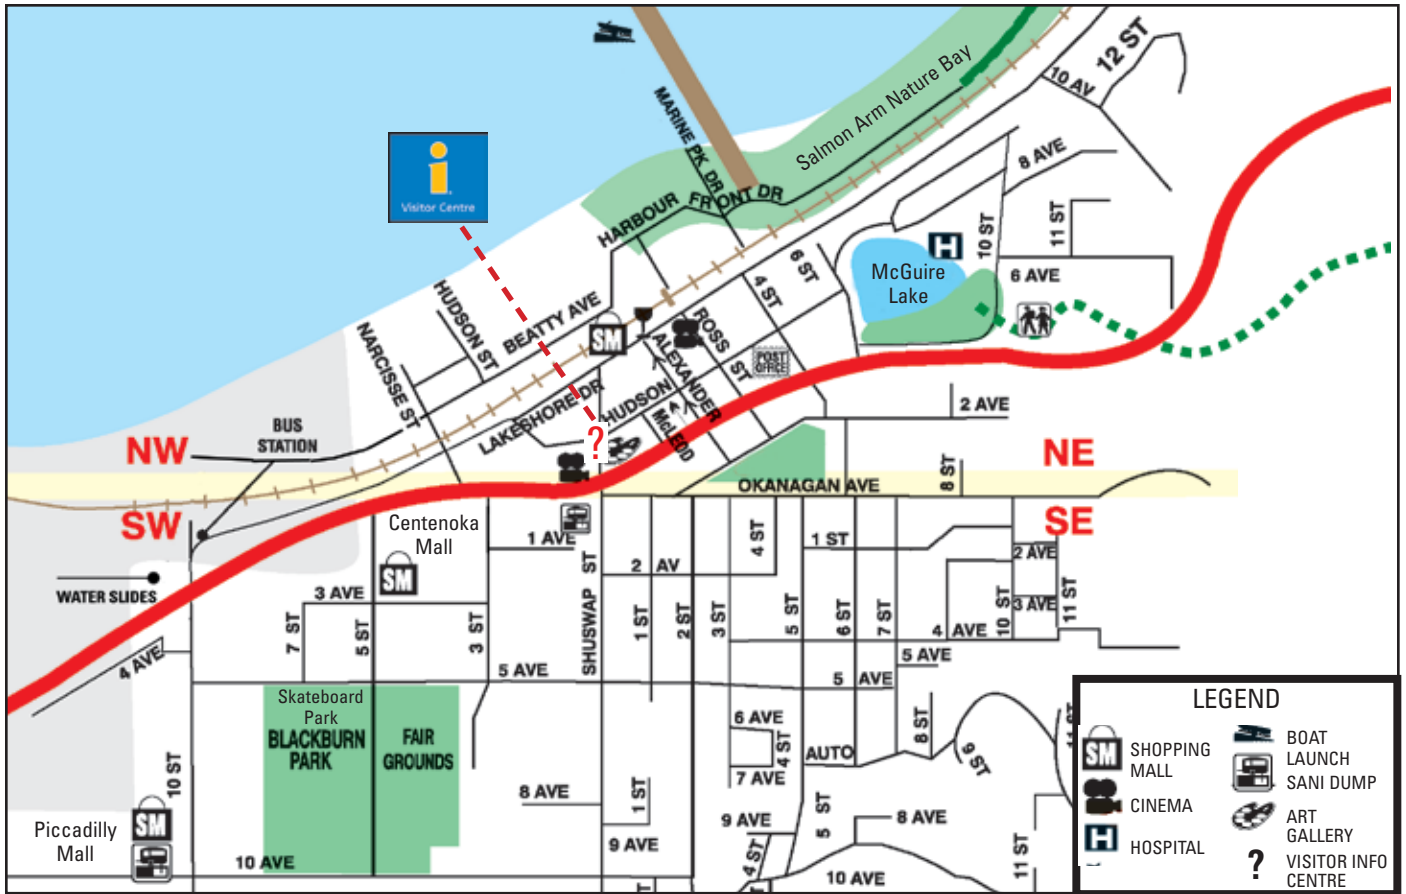 12 ST
10 AV
Salmon Arm Nature Bay
MARINE PK DR
8 AVE
i
Visitor Centre
HARBOUR FRONT DR
10 ST
11 ST
H
6 ST
McGuire
Lake
6 AVE
4 ST
HUDSON ST
BEATTY AVE
NARCISSE ST
SM
ROSS ST
ALEXANDER
POST
OFFICE
LAKESHORE DR
HUDSON
McLEOD
2 AVE
BUS
STATION
?
NW
NE
8 ST
OKANAGAN AVE
SW
SE
Centenoka
Mall
SM
1 AVE
4 ST
1 ST
2 AV
2 AVE
WATER SLIDES
3 AVE
3 AVE
7 ST
5 ST
3 ST
SHUSWAP ST
1 ST
2 ST
3 ST
5 ST
6 ST
7 ST
10 ST
11 ST
4 AVE
4 AVE
5 AVE
5 AVE
5 AVE
Skateboard
Park
BLACKBURN
PARK
FAIR
GROUNDS
6 AVE
4 ST
7 AVE
AUTO
8 ST
9 ST
11 ST
10 ST
8 AVE
1 ST
5 ST
8 AVE
9 AVE
9 AVE
4 ST
11 ST
Piccadilly
Mall
SM
10 AVE
10 AVE
LEGEND
SM
SHOPPING
MALL
CINEMA
H
HOSPITAL
BOAT
LAUNCH
SANI DUMP
ART
GALLERY
?
VISITOR INFO
CENTRE